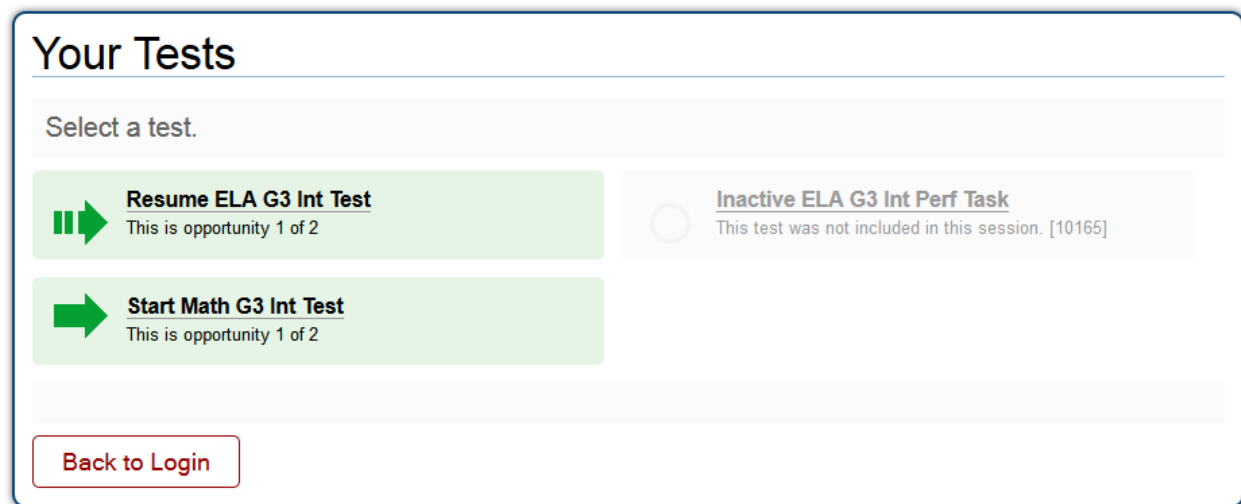 Your Tests
Select a test.
Resume ELA G3 Int Test
This is opportunity 1 of 2
Inactive ELA G3 Int Perf Task
This test was not included in this session. [10165]
Start Math G3 Int Test
This is opportunity 1 of 2
Back to Login